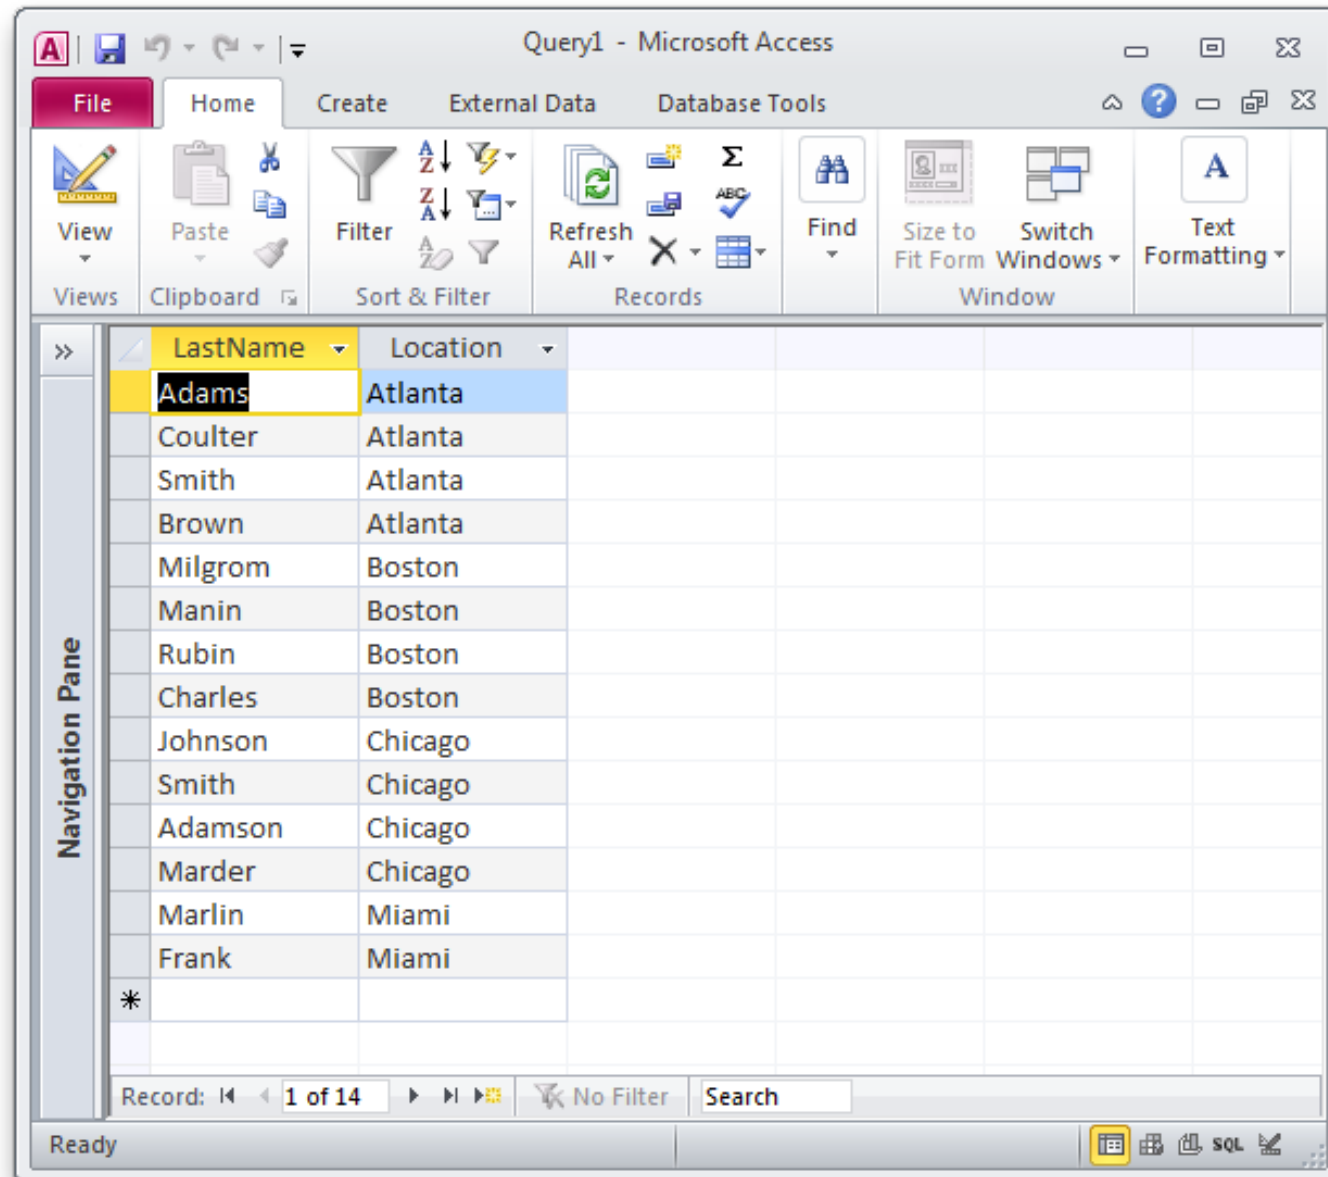 A
Query1 - Microsoft Access
File Home Create External Data Database Tools ?
A Z
Z A
A Z
Σ
ABC
A
View
Paste
Filter
Refresh All
Find
Size to Fit Form
Switch Windows
Text Formatting
Views Clipboard Sort & Filter Records Window
LastName Location
Adams Atlanta
Coulter Atlanta
Smith Atlanta
Brown Atlanta
Milgrom Boston
Manin Boston
Rubin Boston
Charles Boston
Johnson Chicago
Smith Chicago
Adamson Chicago
Marder Chicago
Marlin Miami
Frank Miami
Navigation Pane
Record: 1 of 14 No Filter Search
Ready SQL